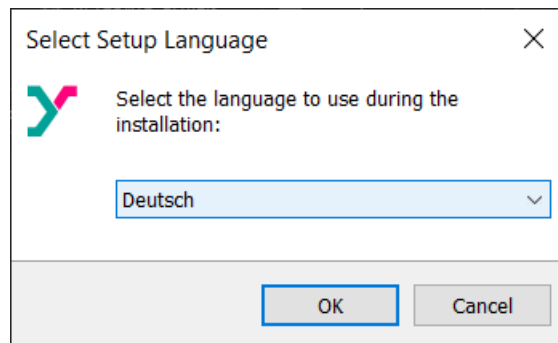 Select Setup Language
Select the language to use during the
installation:
Deutsch
OK
Cancel